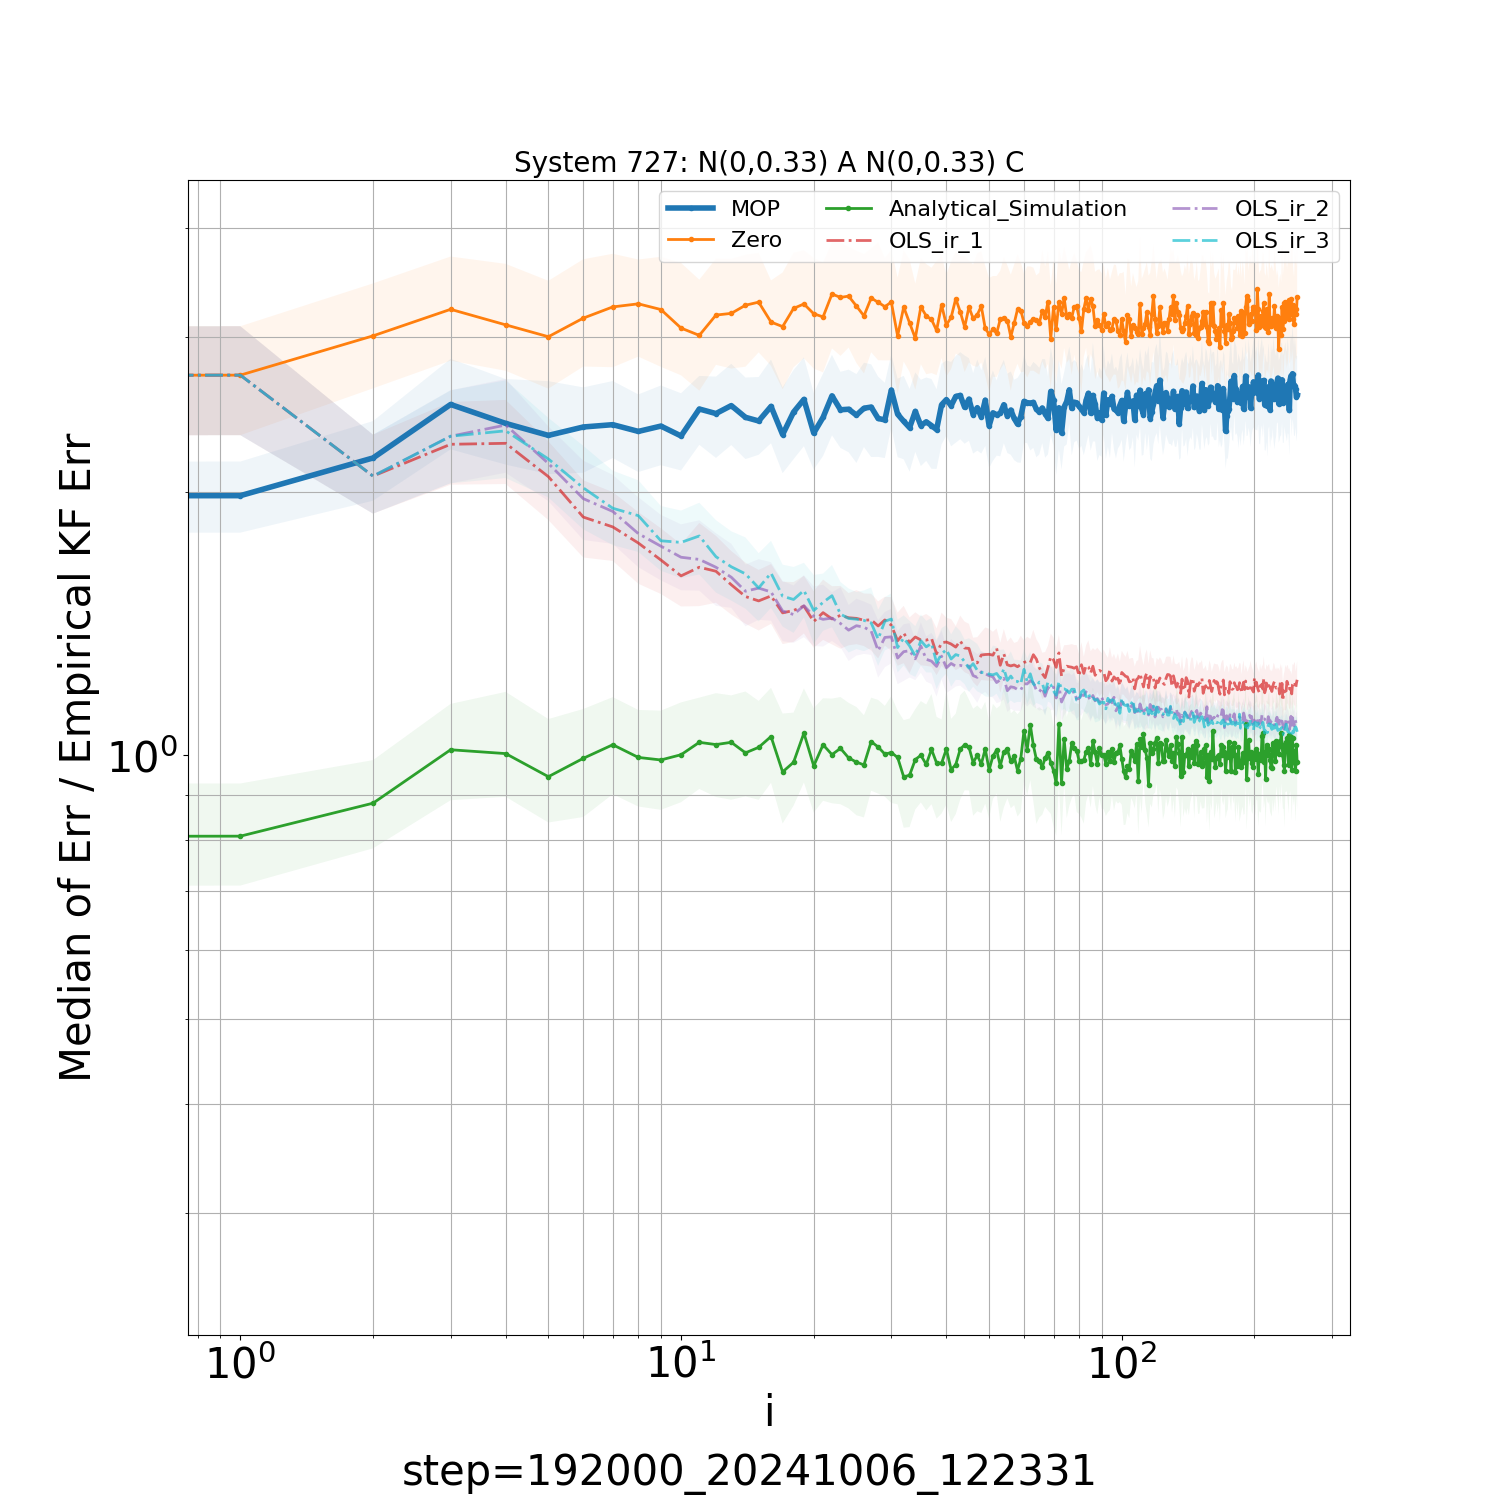 System 727: N(0,0.33) A N(0,0.33) C
MOP
Zero
Analytical_Simulation
OLS_ir_1
OLS_ir_2
OLS_ir_3
Median of Err / Empirical KF Err
10⁰
10⁰ 10¹ 10²
i
step=192000_20241006_122331